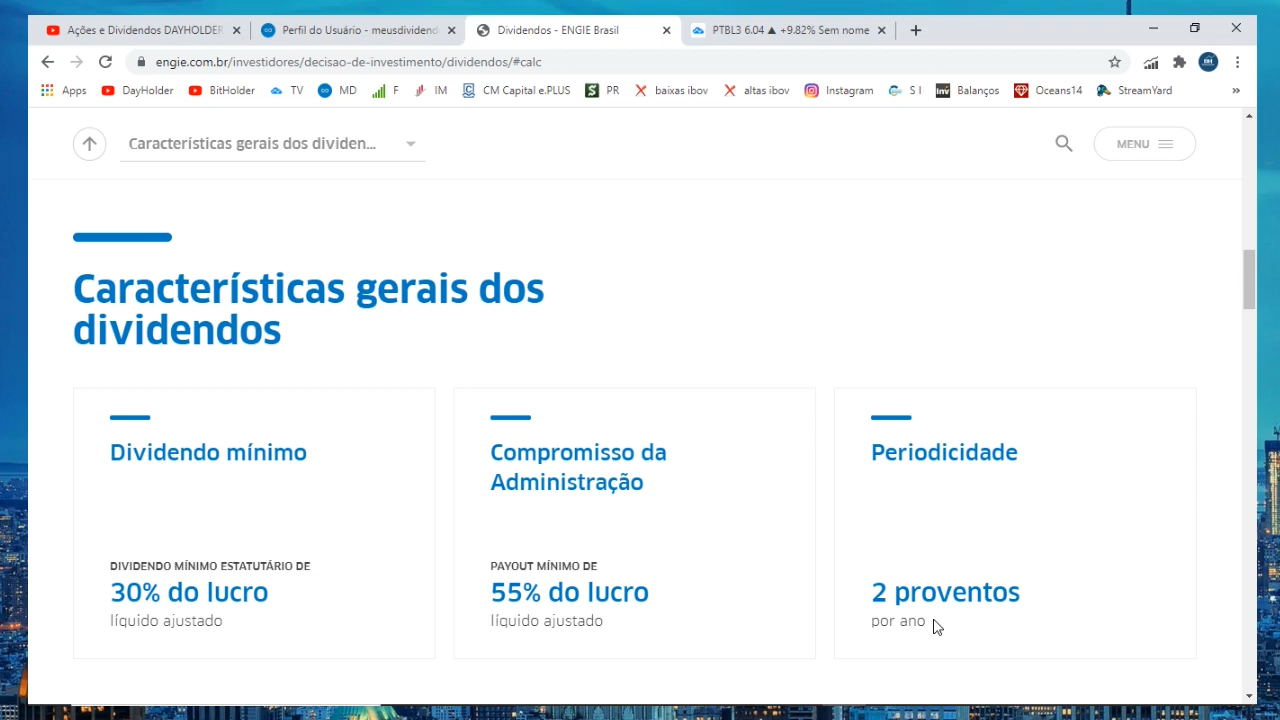 Ações e Dividendos DAYHOLDER
Perfil do Usuário - meusdividend
Dividendos - ENGIE Brasil
PTBL3 6.04 ▲ +9.82% Sem nome
engie.com.br/investidores/decisao-de-investimento/dividendos/#calc
Apps DayHolder BitHolder TV MD F IM CM Capital e.PLUS PR baixas ibov altas ibov Instagram S I Balanços Oceans14 StreamYard »
Características gerais dos dividen...
MENU
Características gerais dos
dividendos
Dividendo mínimo
DIVIDENDO MÍNIMO ESTATUTÁRIO DE
30% do lucro
líquido ajustado
Compromisso da
Administração
PAYOUT MÍNIMO DE
55% do lucro
líquido ajustado
Periodicidade
2 proventos
por ano